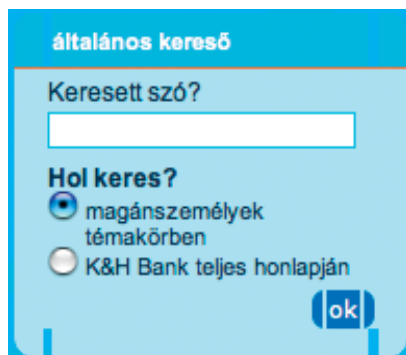 általános kereső
Keresett szó?
Hol keres?
magánszemélyek
témakörben
K&H Bank teljes honlapján
ok